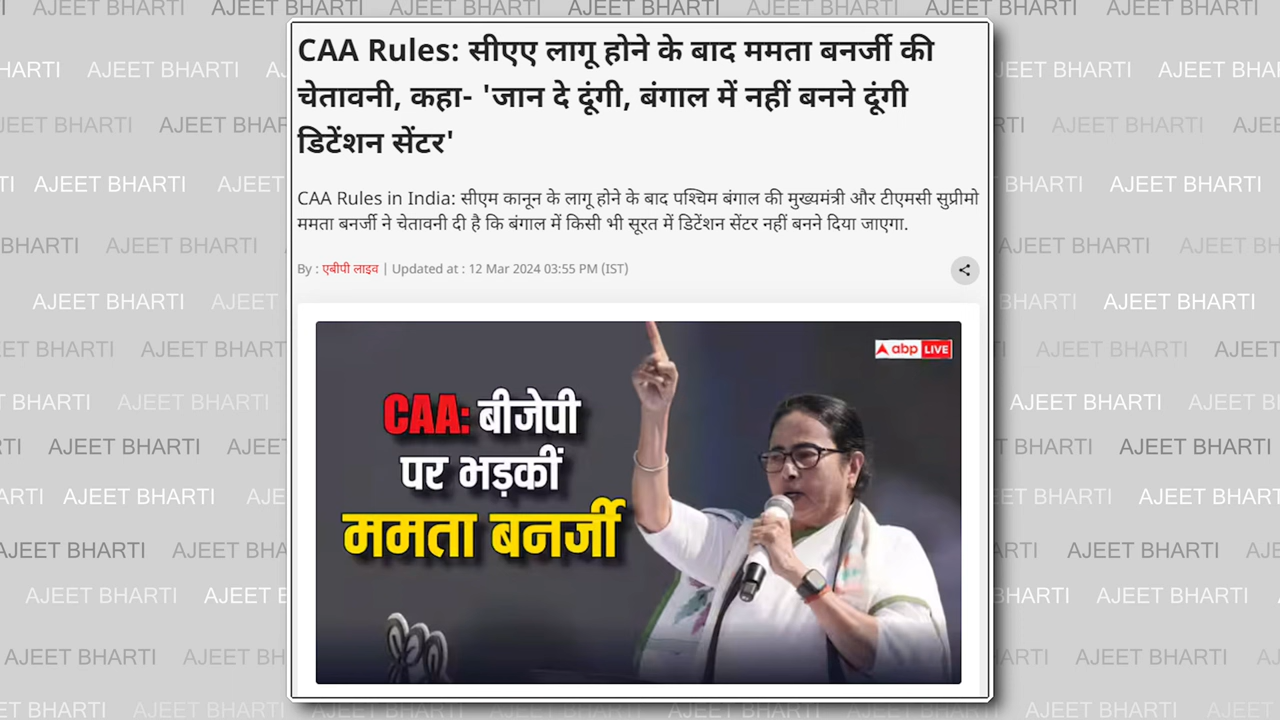 CAA Rules: सीएए लागू होने के बाद ममता बनर्जी की
चेतावनी, कहा- 'जान दे दूंगी, बंगाल में नहीं बनने दूंगी
डिटेंशन सेंटर'
CAA Rules in India: सीएम कानून के लागू होने के बाद पश्चिम बंगाल की मुख्यमंत्री और टीएमसी सुप्रीमो
ममता बनर्जी ने चेतावनी दी है कि बंगाल में किसी भी सूरत में डिटेंशन सेंटर नहीं बनने दिया जाएगा.
By : एबीपी लाइव | Updated at : 12 Mar 2024 03:55 PM (IST)
abp LIVE
CAA: बीजेपी
पर भड़कीं
ममता बनर्जी
AJEET BHARTI